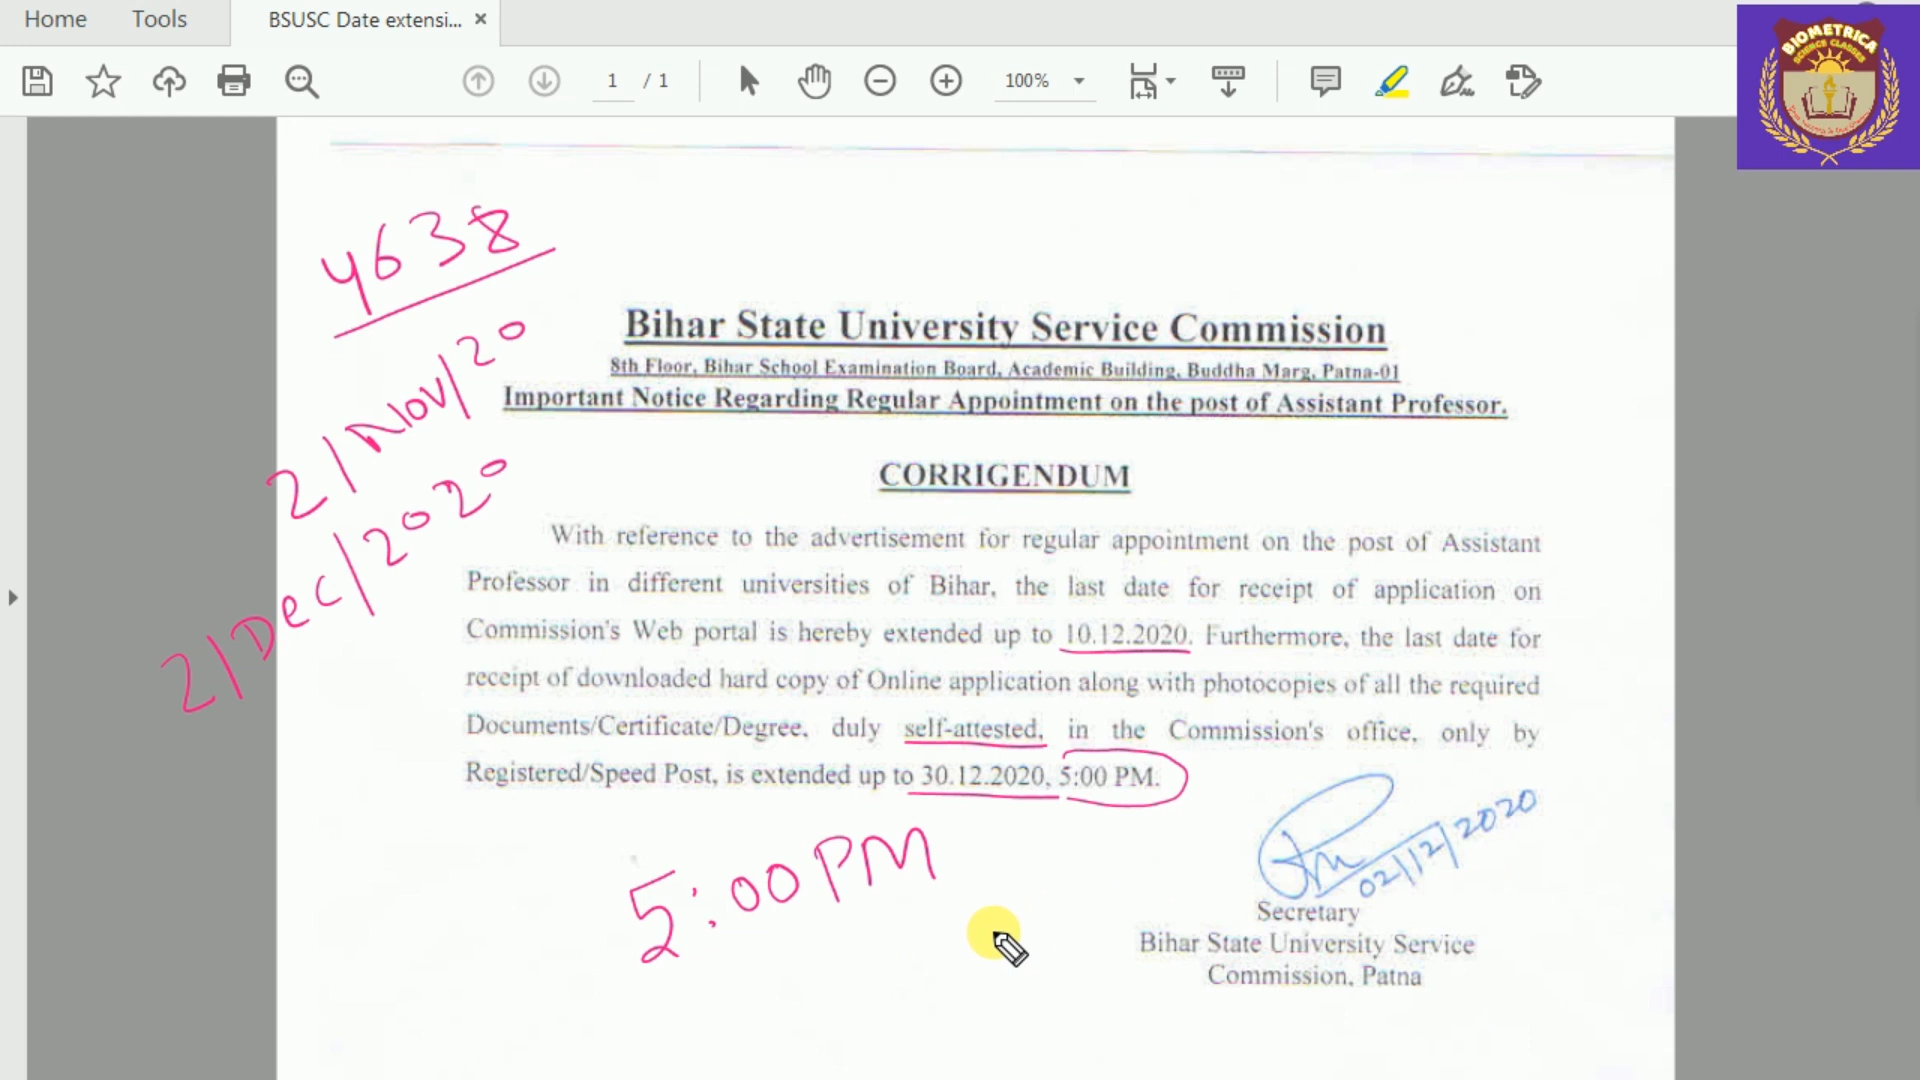 Home Tools BSUSC Date extensi... ×
1 / 1 100%
BIOMETRICA
SCIENCE CLASSES
4638
2/Nov/20
2/Dec/2020
Bihar State University Service Commission
8th Floor, Bihar School Examination Board, Academic Building, Buddha Marg, Patna-01
Important Notice Regarding Regular Appointment on the post of Assistant Professor.
CORRIGENDUM
With reference to the advertisement for regular appointment on the post of Assistant
Professor in different universities of Bihar, the last date for receipt of application on
Commission's Web portal is hereby extended up to 10.12.2020. Furthermore, the last date for
receipt of downloaded hard copy of Online application along with photocopies of all the required
Documents/Certificate/Degree, duly self-attested, in the Commission's office, only by
Registered/Speed Post, is extended up to 30.12.2020, 5:00 PM.
5:00 PM
02/12/2020
Secretary
Bihar State University Service
Commission, Patna